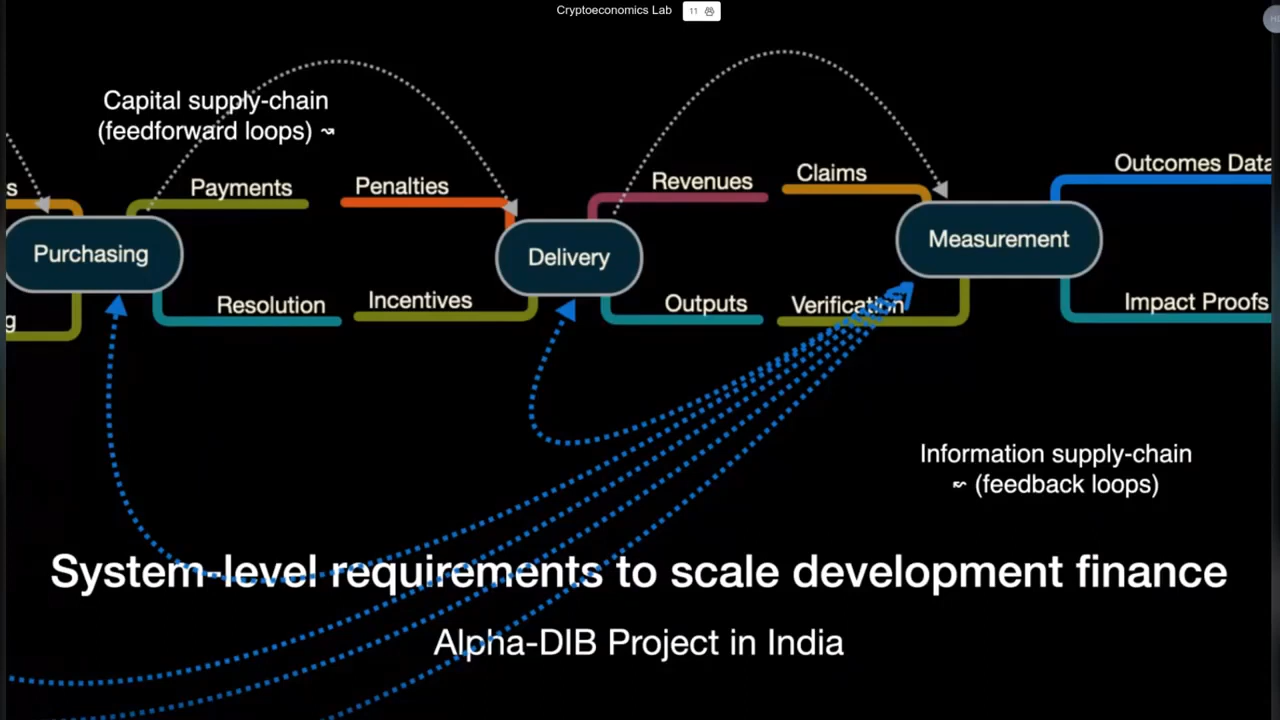 Cryptoeconomics Lab 11
Capital supply-chain
(feedforward loops)
s
Payments
Penalties
Revenues
Claims
Outcomes Data
Purchasing
Delivery
Measurement
g
Resolution
Incentives
Outputs
Verification
Impact Proofs
Information supply-chain
(feedback loops)
System-level requirements to scale development finance
Alpha-DIB Project in India